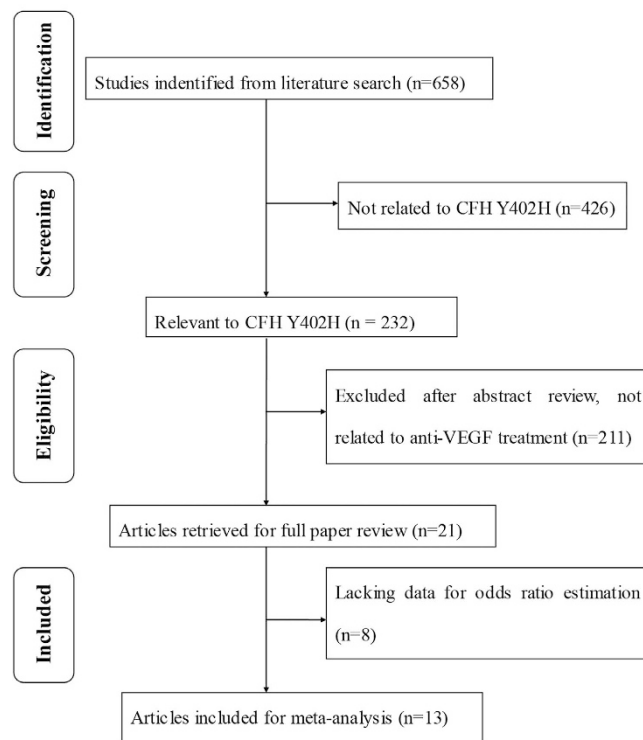 Identification
Studies indentified from literature search (n=658)
Screening
Not related to CFH Y402H (n=426)
Relevant to CFH Y402H (n = 232)
Eligibility
Excluded after abstract review, not
related to anti-VEGF treatment (n=211)
Articles retrieved for full paper review (n=21)
Included
Lacking data for odds ratio estimation
(n=8)
Articles included for meta-analysis (n=13)